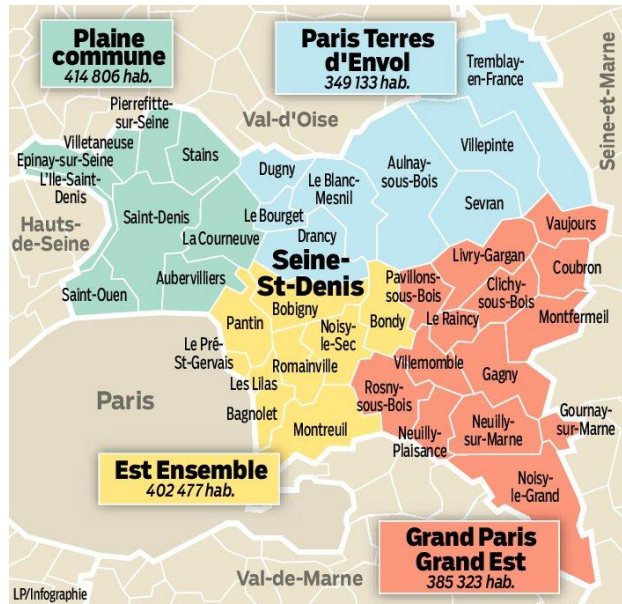 Plaine
commune
414 806 hab.
Paris Terres
d'Envol
349 133 hab.
Tremblay-
en-France
Seine-et-Marne
Pierrefitte-
sur-Seine
Val-d'Oise
Villetaneuse
Epinay-sur-Seine
L'Ile-Saint-
Denis
Stains
Dugny
Le Blanc-
Mesnil
Aulnay-
sous-Bois
Villepinte
Sevran
Hauts-
de-Seine
Saint-Denis
Le Bourget
La Courneuve
Drancy
Vaujours
Livry-Gargan
Coubron
Seine-
St-Denis
Aubervilliers
Saint-Ouen
Pavillons-
sous-Bois
Clichy-
sous-Bois
Bobigny
Pantin
Bondy
Le Raincy
Montfermeil
Noisy-
le-Sec
Le Pré-
St-Gervais
Romainville
Villemomble
Gagny
Les Lilas
Rosny-
sous-Bois
Paris
Bagnolet
Montreuil
Neuilly-
Plaisance
Neuilly-
sur-Marne
Gournay-
sur-Marne
Est Ensemble
402 477 hab.
Noisy-
le-Grand
Grand Paris
Grand Est
385 323 hab.
Val-de-Marne
LP/Infographie